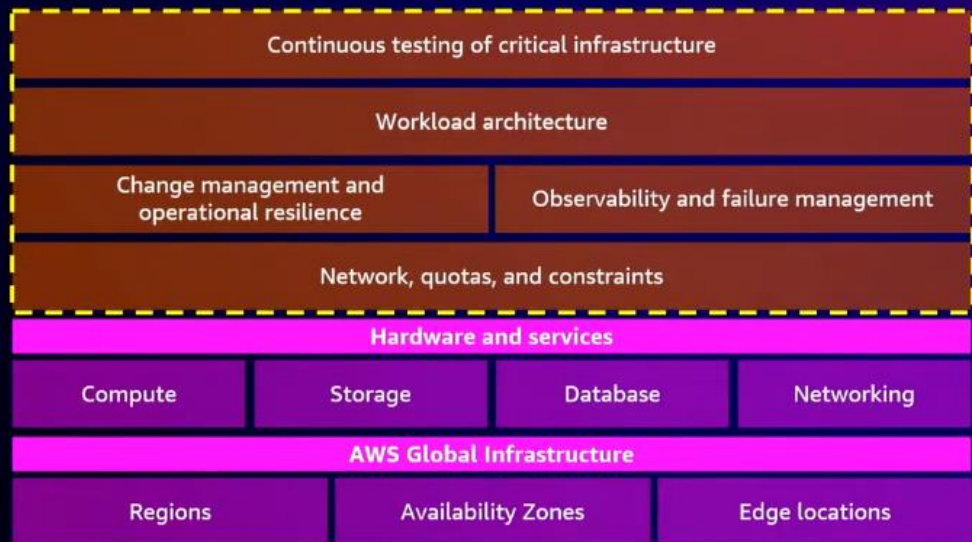 Continuous testing of critical infrastructure
Workload architecture
Change management and
operational resilience
Observability and failure management
Network, quotas, and constraints
Hardware and services
Compute
Storage
Database
Networking
AWS Global Infrastructure
Regions
Availability Zones
Edge locations